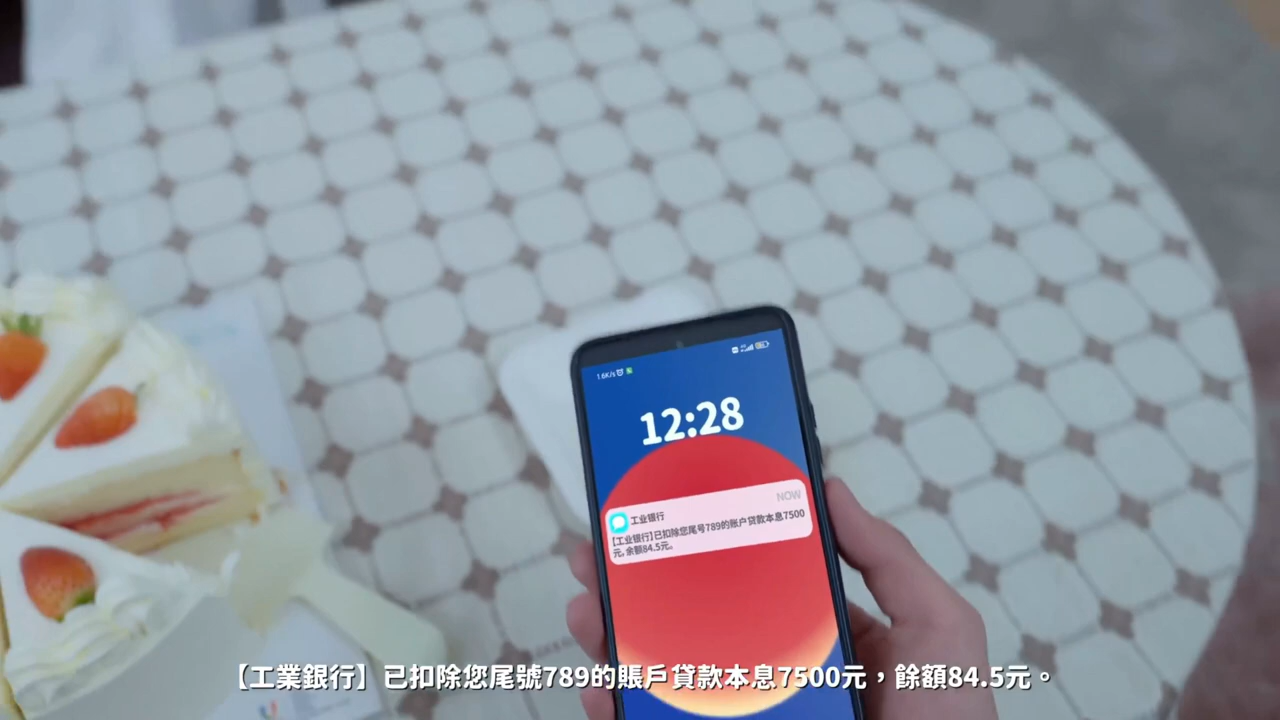 1.6K/s
12:28
NOW
工业银行
【工业银行】已扣除您尾号789的账户贷款本息7500
元,余额84.5元。
【工業銀行】已扣除您尾號789的賬戶貸款本息7500元，餘額84.5元。